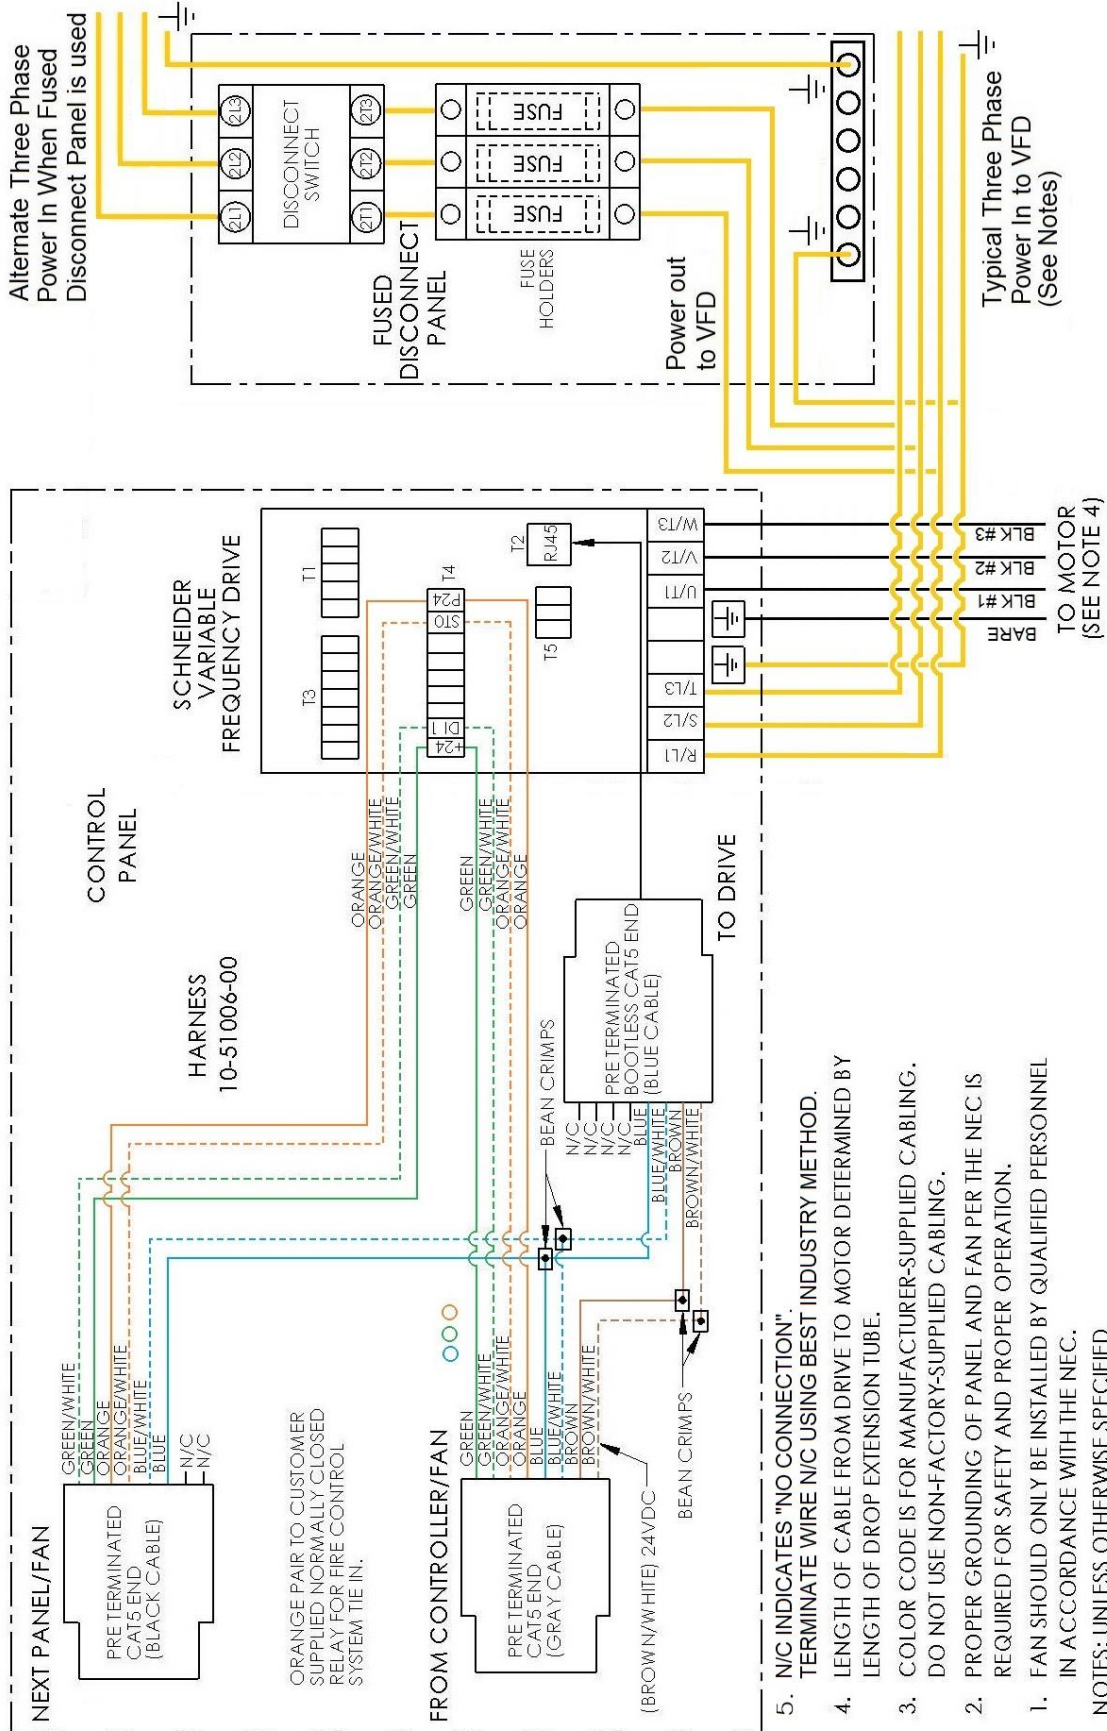 NEXT PANEL/FAN
PRE TERMINATED
CAT5 END
(BLACK CABLE)
GREEN/WHITE
GREEN
ORANGE
ORANGE/WHITE
BLUE/WHITE
BLUE
N/C
N/C
ORANGE PAIR TO CUSTOMER
SUPPLIED NORMALLY CLOSED
RELAY FOR FIRE CONTROL
SYSTEM TIE IN.
FROM CONTROLLER/FAN
PRE TERMINATED
CAT5 END
(GRAY CABLE)
GREEN
GREEN/WHITE
ORANGE/WHITE
ORANGE
BLUE
BLUE/WHITE
BROWN
BROWN/WHITE
(BROWN/WHITE) 24VDC
BEAN CRIMPS
HARNESS
10-51006-00
CONTROL
PANEL
BEAN CRIMPS
N/C
N/C
N/C
N/C
BLUE
BLUE/WHITE
BROWN
BROWN/WHITE
PRETERMINATED
BOOTLESS CAT5 END
(BLUE CABLE)
TO DRIVE
ORANGE
ORANGE/WHITE
GREEN/WHITE
GREEN
GREEN
GREEN/WHITE
ORANGE/WHITE
ORANGE
SCHNEIDER
VARIABLE
FREQUENCY DRIVE
T3
T1
+24
DI 1
STO
P24
T4
T5
T2
RJ45
R/L1
S/L2
T/L3
U/T1
V/T2
W/T3
BARE
BLK #1
BLK #2
BLK #3
TO MOTOR
(SEE NOTE 4)
Alternate Three Phase
Power In When Fused
Disconnect Panel is used
2L1
2L2
2L3
DISCONNECT
SWITCH
2T1
2T2
2T3
FUSED
DISCONNECT
PANEL
FUSE
FUSE
FUSE
FUSE
HOLDERS
Power out
to VFD
Typical Three Phase
Power In to VFD
(See Notes)
5. N/C INDICATES "NO CONNECTION".
TERMINATE WIRE N/C USING BEST INDUSTRY METHOD.
4. LENGTH OF CABLE FROM DRIVE TO MOTOR DETERMINED BY
LENGTH OF DROP EXTENSION TUBE.
3. COLOR CODE IS FOR MANUFACTURER-SUPPLIED CABLING.
DO NOT USE NON-FACTORY-SUPPLIED CABLING.
2. PROPER GROUNDING OF PANEL AND FAN PER THE NEC IS
REQUIRED FOR SAFETY AND PROPER OPERATION.
1. FAN SHOULD ONLY BE INSTALLED BY QUALIFIED PERSONNEL
IN ACCORDANCE WITH THE NEC.
NOTES: UNLESS OTHERWISE SPECIFIED